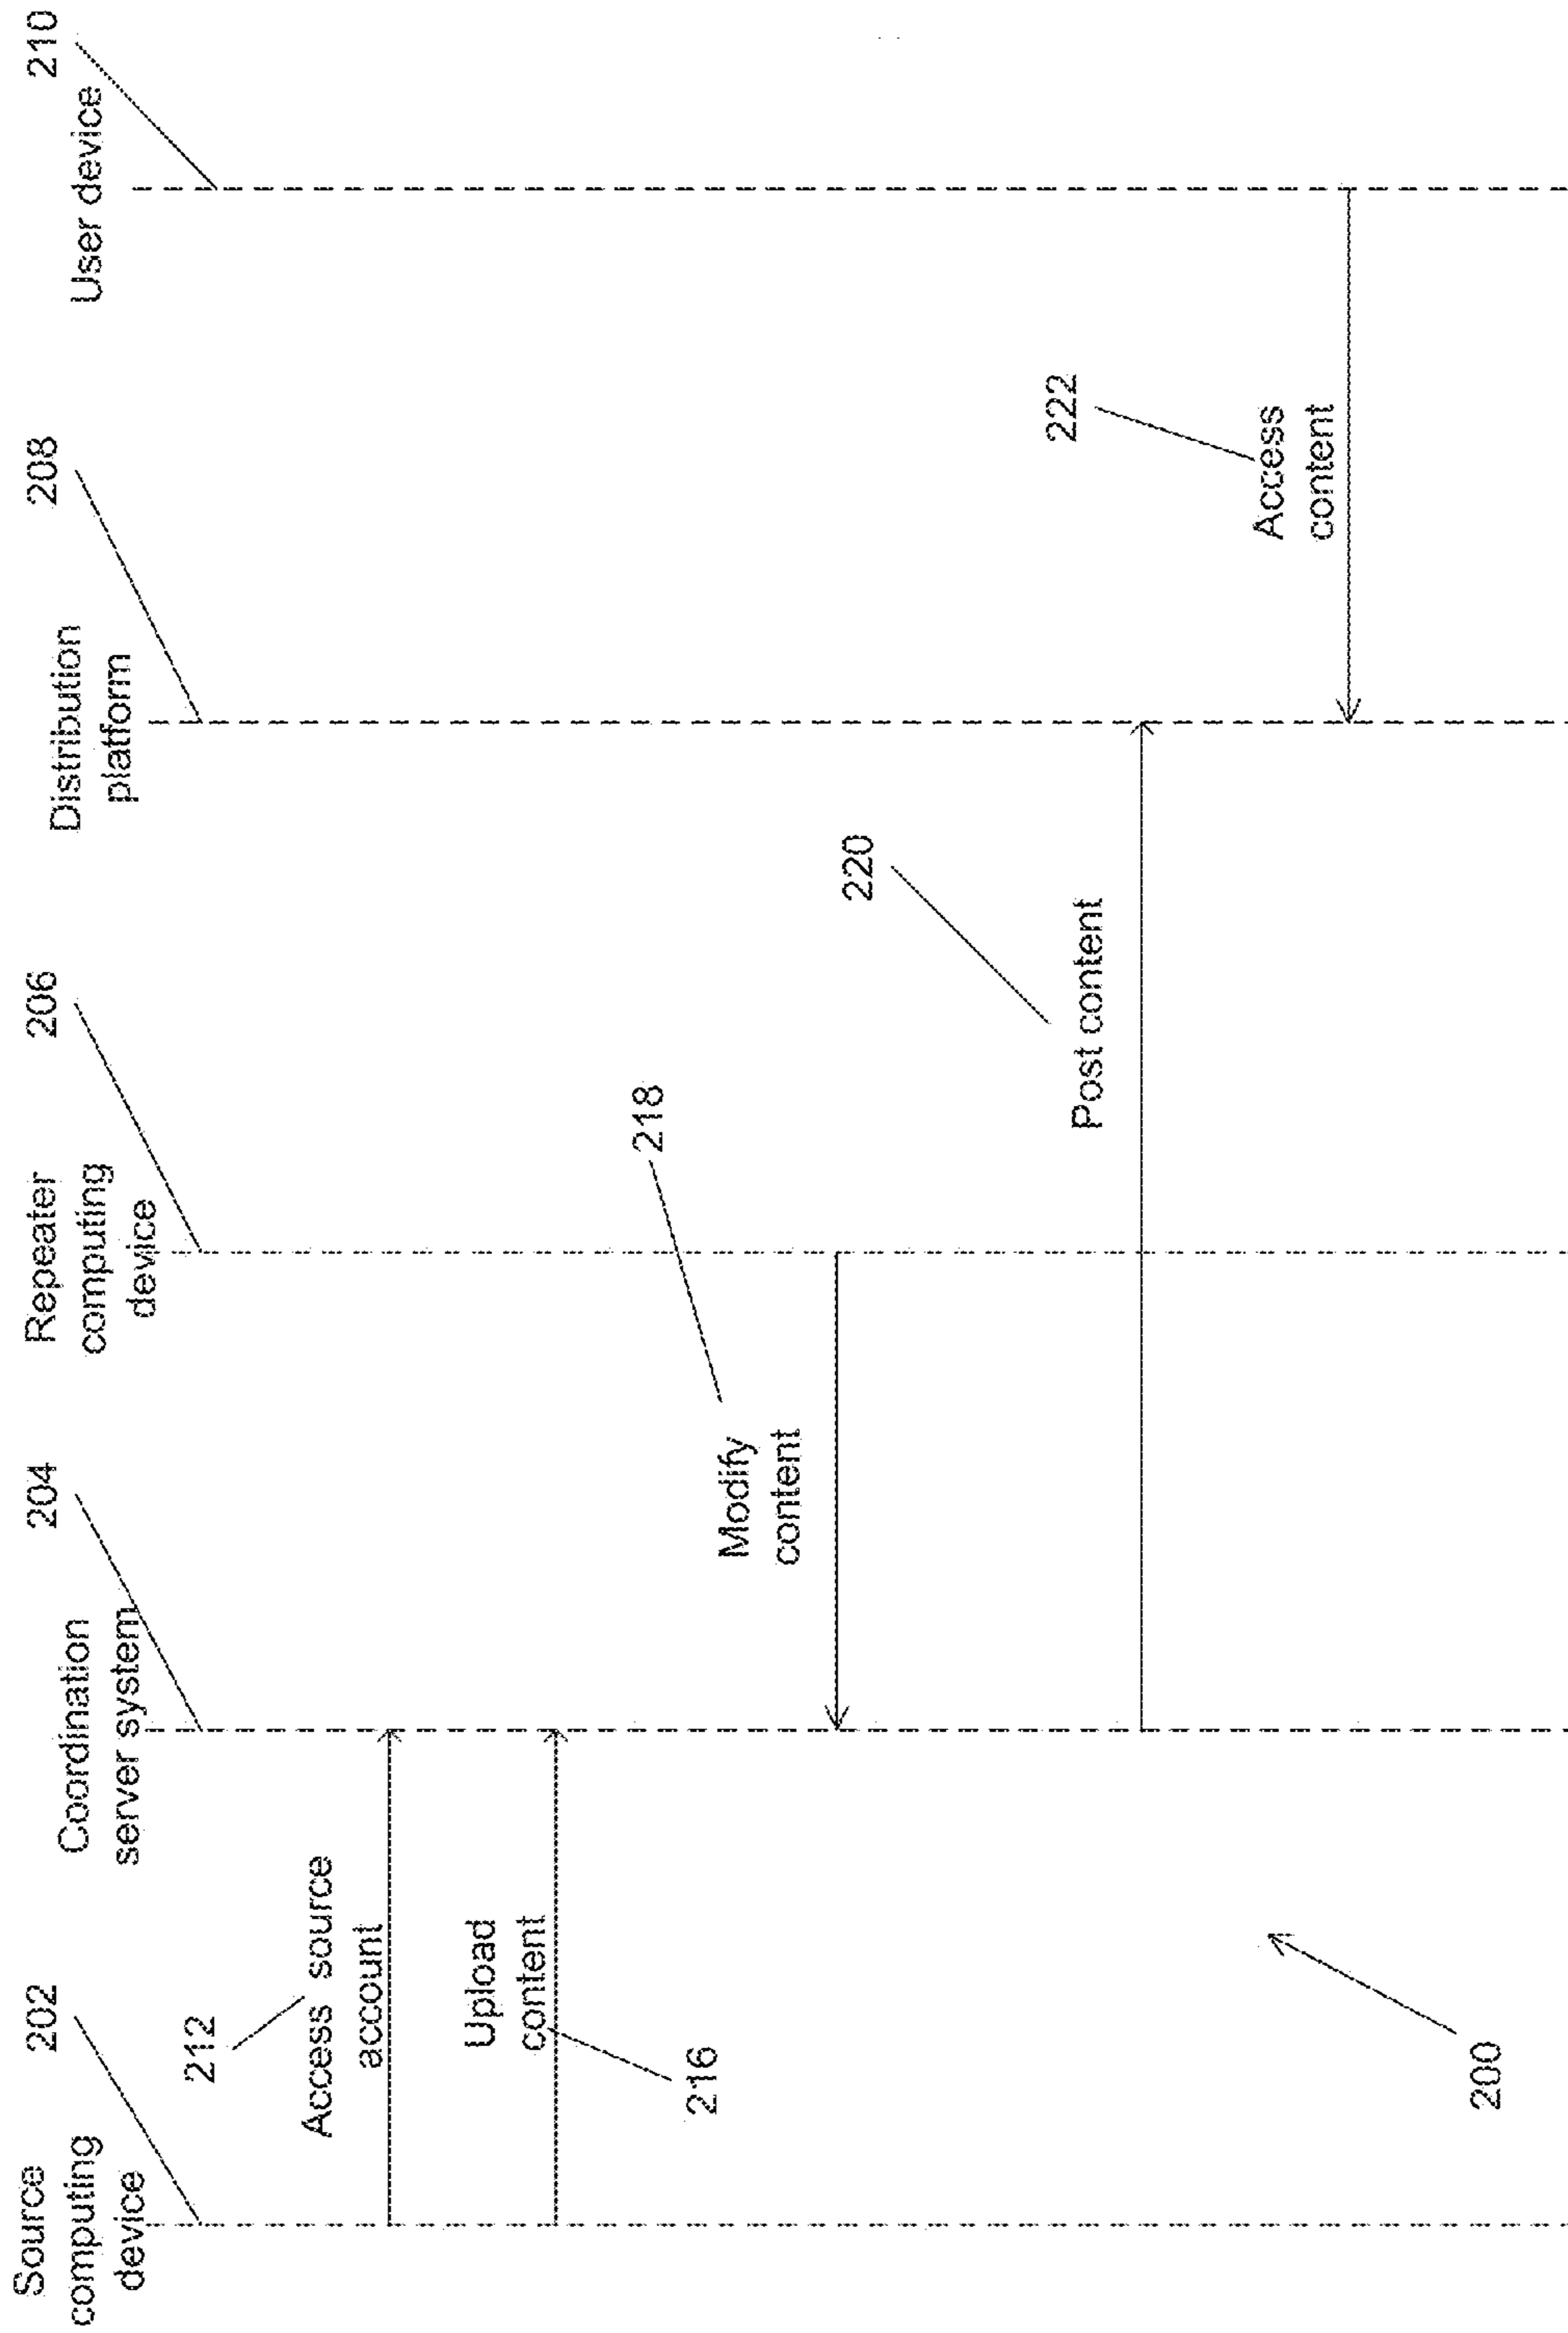 202
204
206
208
210
Source
computing
device
Coordination
server system
Repeater
computing
device
Distribution
platform
User device
212
Access source
account
Upload
content
216
218
Modify
content
220
Post content
222
Access
content
200